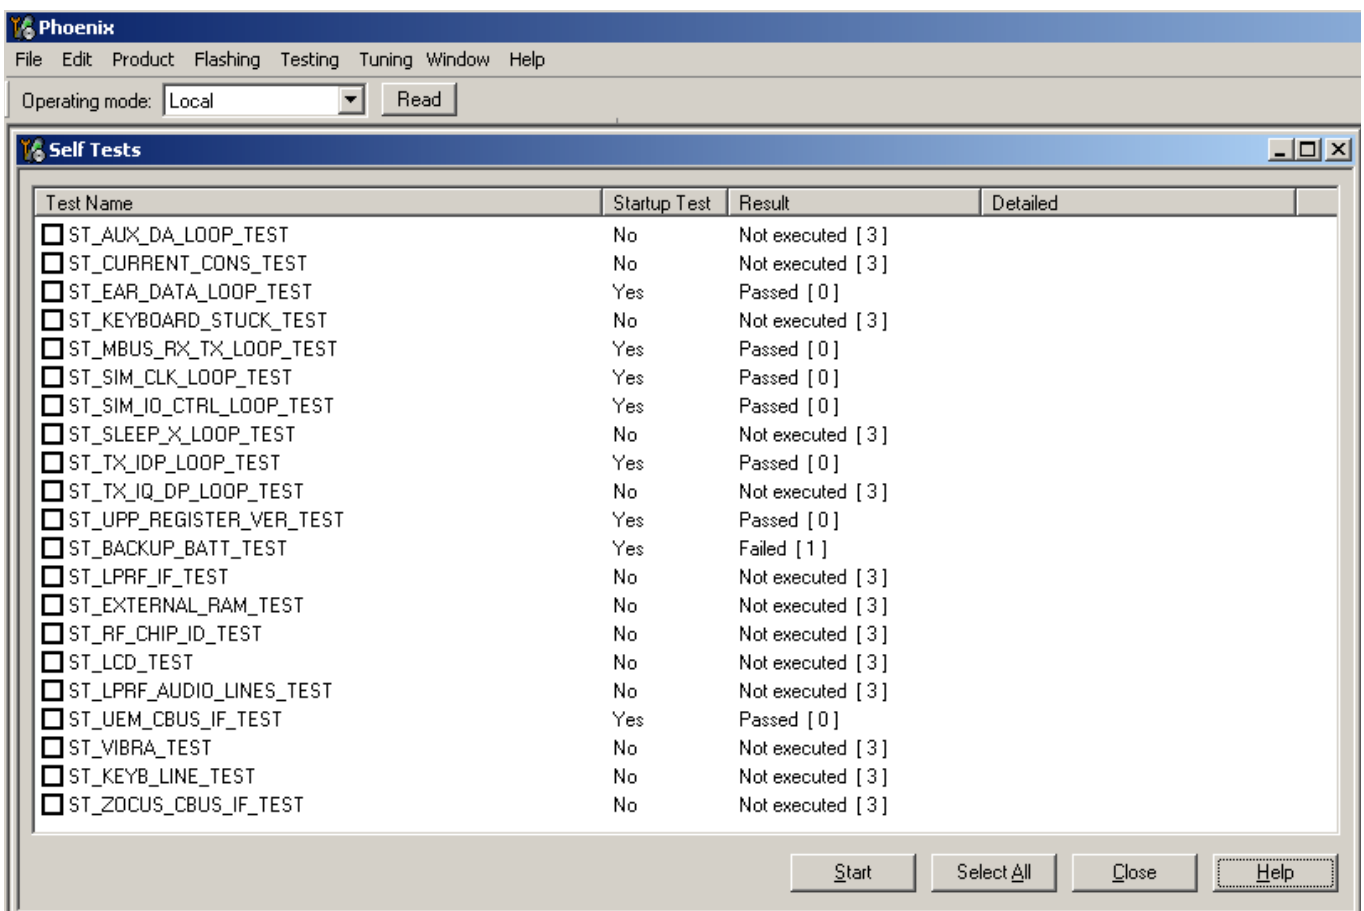 Phoenix
File Edit Product Flashing Testing Tuning Window Help
Operating mode: Local Read
Self Tests
Test Name Startup Test Result Detailed
ST_AUX_DA_LOOP_TEST No Not executed [ 3 ]
ST_CURRENT_CONS_TEST No Not executed [ 3 ]
ST_EAR_DATA_LOOP_TEST Yes Passed [ 0 ]
ST_KEYBOARD_STUCK_TEST No Not executed [ 3 ]
ST_MBUS_RX_TX_LOOP_TEST Yes Passed [ 0 ]
ST_SIM_CLK_LOOP_TEST Yes Passed [ 0 ]
ST_SIM_IO_CTRL_LOOP_TEST Yes Passed [ 0 ]
ST_SLEEP_X_LOOP_TEST No Not executed [ 3 ]
ST_TX_IDP_LOOP_TEST Yes Passed [ 0 ]
ST_TX_IQ_DP_LOOP_TEST No Not executed [ 3 ]
ST_UPP_REGISTER_VER_TEST Yes Passed [ 0 ]
ST_BACKUP_BATT_TEST Yes Failed [ 1 ]
ST_LPRF_IF_TEST No Not executed [ 3 ]
ST_EXTERNAL_RAM_TEST No Not executed [ 3 ]
ST_RF_CHIP_ID_TEST No Not executed [ 3 ]
ST_LCD_TEST No Not executed [ 3 ]
ST_LPRF_AUDIO_LINES_TEST No Not executed [ 3 ]
ST_UEM_CBUS_IF_TEST Yes Passed [ 0 ]
ST_VIBRA_TEST No Not executed [ 3 ]
ST_KEYB_LINE_TEST No Not executed [ 3 ]
ST_ZOCUS_CBUS_IF_TEST No Not executed [ 3 ]
Start Select All Close Help